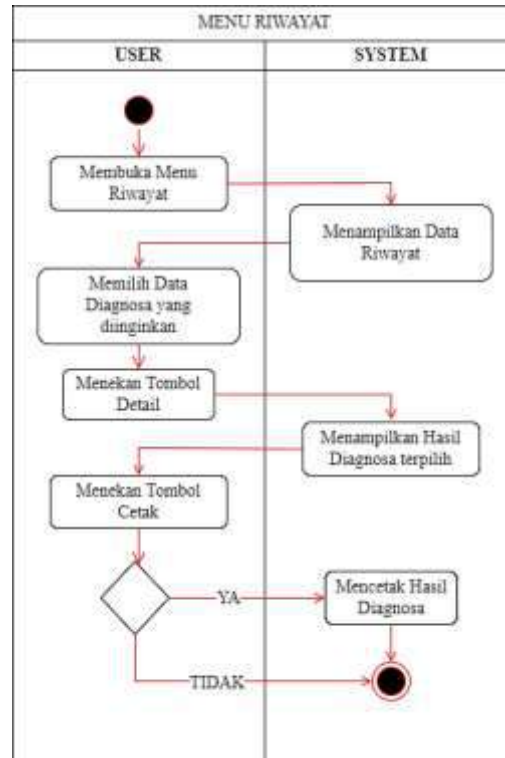 MENU RIWAYAT
USER
SYSTEM
Membuka Menu
Riwayat
Menampilkan Data
Riwayat
Memilih Data
Diagnosa yang
diinginkan
Menekan Tombol
Detail
Menampilkan Hasil
Diagnosa terpilih
Menekan Tombol
Cetak
YA
Mencetak Hasil
Diagnosa
TIDAK